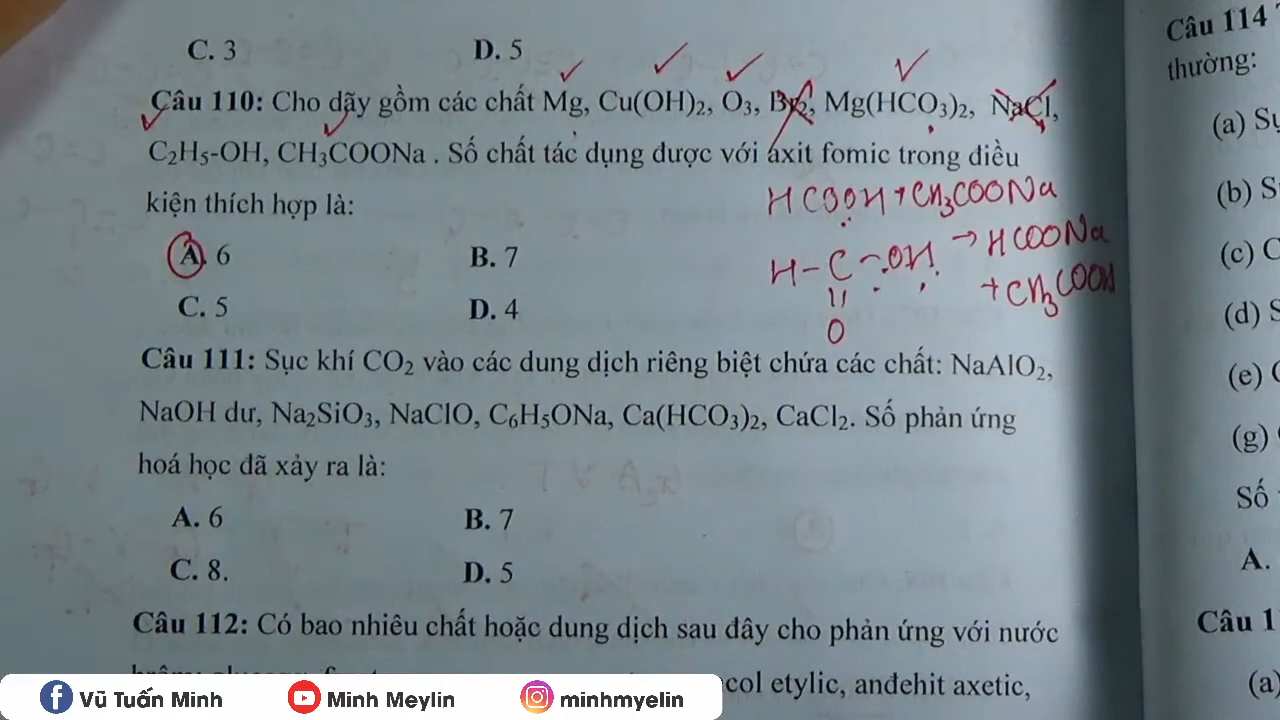 C. 3 D. 5
Câu 110: Cho dãy gồm các chất Mg, Cu(OH)₂, O₃, Br₂, Mg(HCO₃)₂, NaCl,
C₂H₅-OH, CH₃COONa . Số chất tác dụng được với axit fomic trong điều
kiện thích hợp là:
HCOOH + CH₃COONa
A. 6 B. 7
H-C-OH → HCOONa
+ CH₃COOH
||
O
C. 5 D. 4
Câu 111: Sục khí CO₂ vào các dung dịch riêng biệt chứa các chất: NaAlO₂,
NaOH dư, Na₂SiO₃, NaClO, C₆H₅ONa, Ca(HCO₃)₂, CaCl₂. Số phản ứng
hoá học đã xảy ra là:
A. 6 B. 7
C. 8. D. 5
Câu 112: Có bao nhiêu chất hoặc dung dịch sau đây cho phản ứng với nước
col etylic, anđehit axetic,
Câu 114
thường:
(a)
(b)
(c)
(d)
(e)
(g)
Số
A.
Câu 1
(a)
Vũ Tuấn Minh Minh Meylin minhmyelin